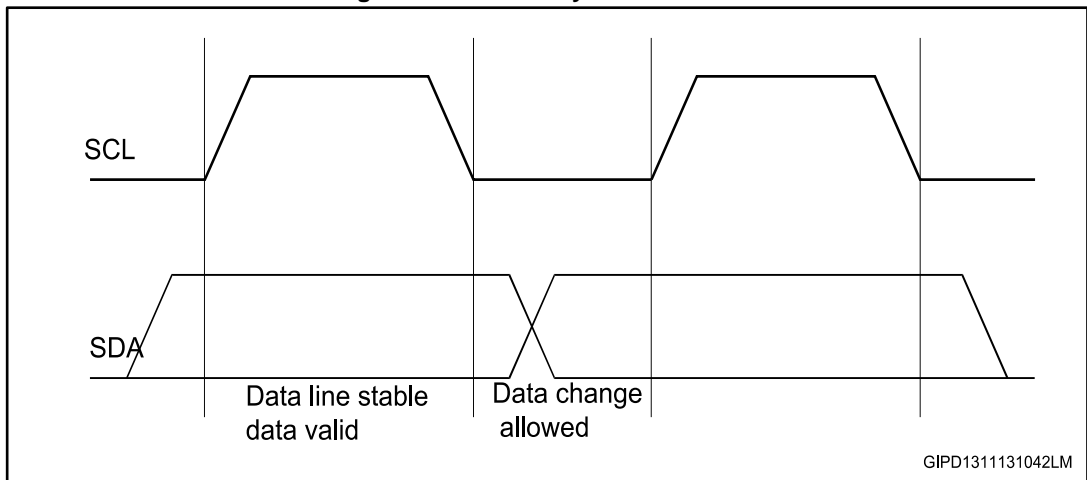 SCL
SDA
Data line stable
data valid
Data change
allowed
GIPD1311131042LM